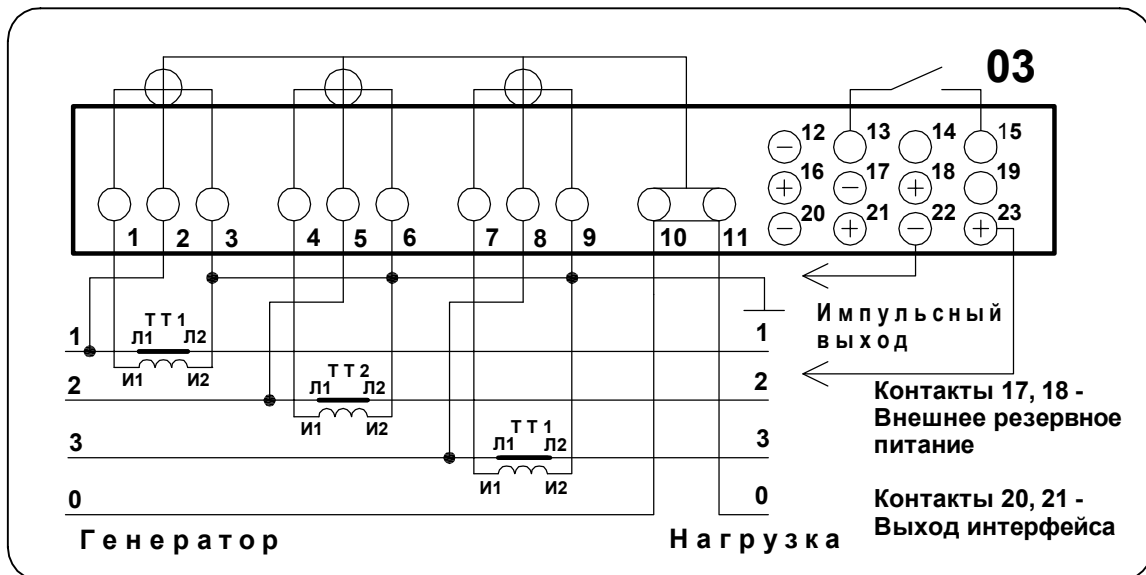 03
12 13 14 15
16 17 18 19
20 21 22 23
1 2 3 4 5 6 7 8 9 10 11
Импульсный
выход
1 Л1 ТТ1 Л2 1
И1 И2
2 Л1 ТТ2 Л2 2
И1 И2
3 Л1 ТТ1 Л2 3
И1 И2
0 0
Генератор Нагрузка
Контакты 17, 18 -
Внешнее резервное
питание
Контакты 20, 21 -
Выход интерфейса